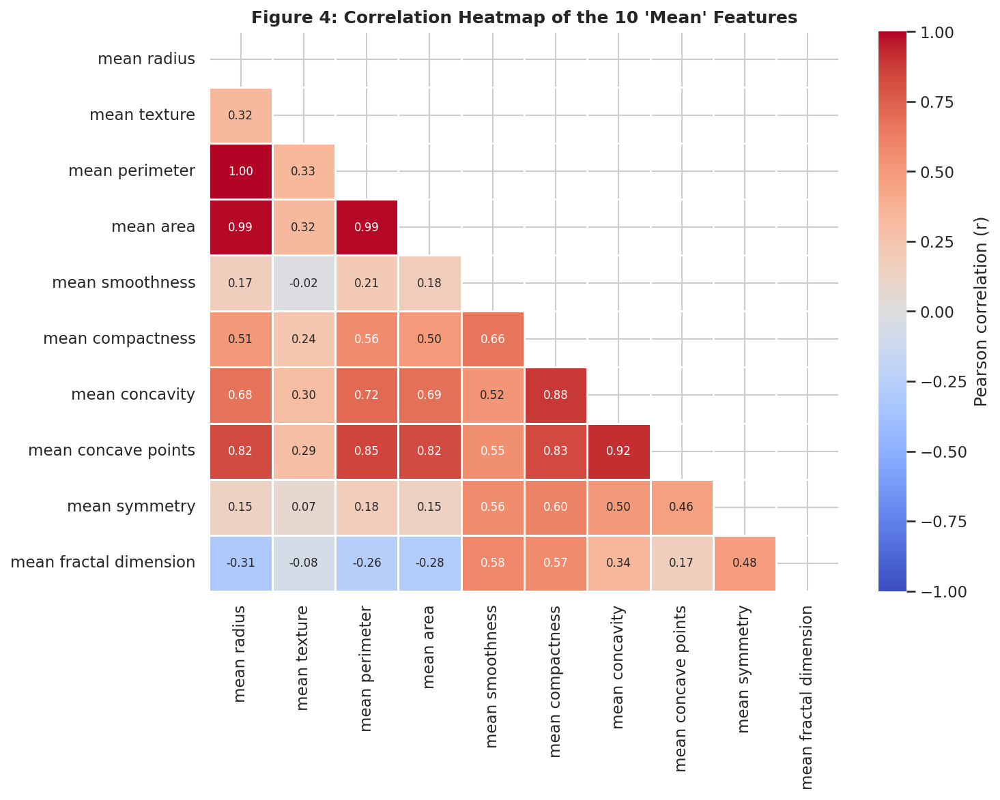 Figure 4: Correlation Heatmap of the 10 'Mean' Features
mean radius
mean texture 0.32
mean perimeter 1.00 0.33
mean area 0.99 0.32 0.99
mean smoothness 0.17 -0.02 0.21 0.18
mean compactness 0.51 0.24 0.56 0.50 0.66
mean concavity 0.68 0.30 0.72 0.69 0.52 0.88
mean concave points 0.82 0.29 0.85 0.82 0.55 0.83 0.92
mean symmetry 0.15 0.07 0.18 0.15 0.56 0.60 0.50 0.46
mean fractal dimension -0.31 -0.08 -0.26 -0.28 0.58 0.57 0.34 0.17 0.48
mean radius
mean texture
mean perimeter
mean area
mean smoothness
mean compactness
mean concavity
mean concave points
mean symmetry
mean fractal dimension
1.00
0.75
0.50
0.25
0.00
−0.25
−0.50
−0.75
−1.00
Pearson correlation (r)